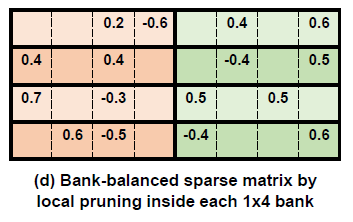 0.2 -0.6 0.4 0.6
0.4 0.4 -0.4 0.5
0.7 -0.3 0.5 0.5
0.6 -0.5 -0.4 0.6
(d) Bank-balanced sparse matrix by
local pruning inside each 1x4 bank